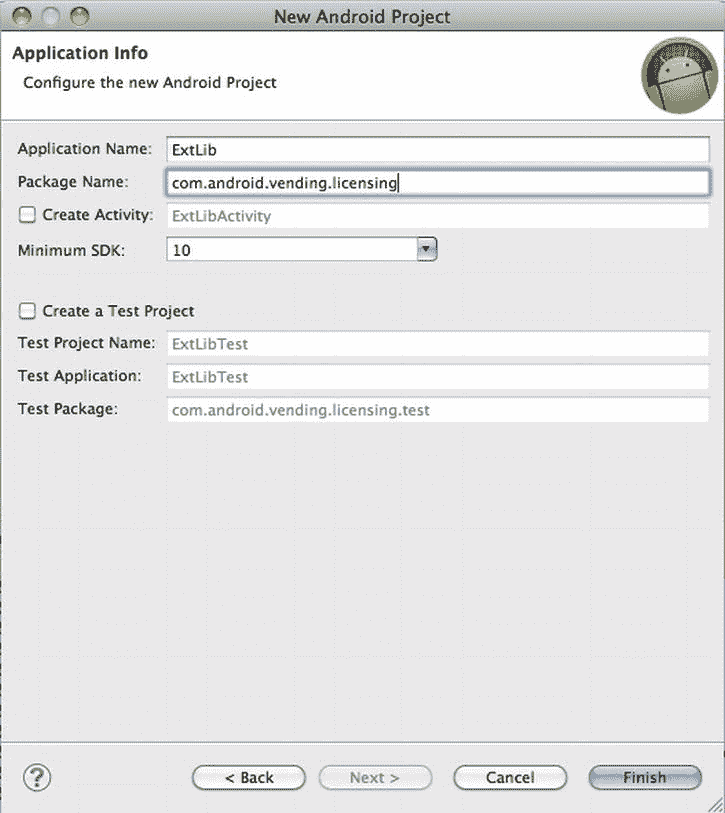 New Android Project
Application Info
Configure the new Android Project
Application Name: ExtLib
Package Name: com.android.vending.licensing
Create Activity: ExtLibActivity
Minimum SDK: 10
Create a Test Project
Test Project Name: ExtLibTest
Test Application: ExtLibTest
Test Package: com.android.vending.licensing.test
? < Back Next > Cancel Finish